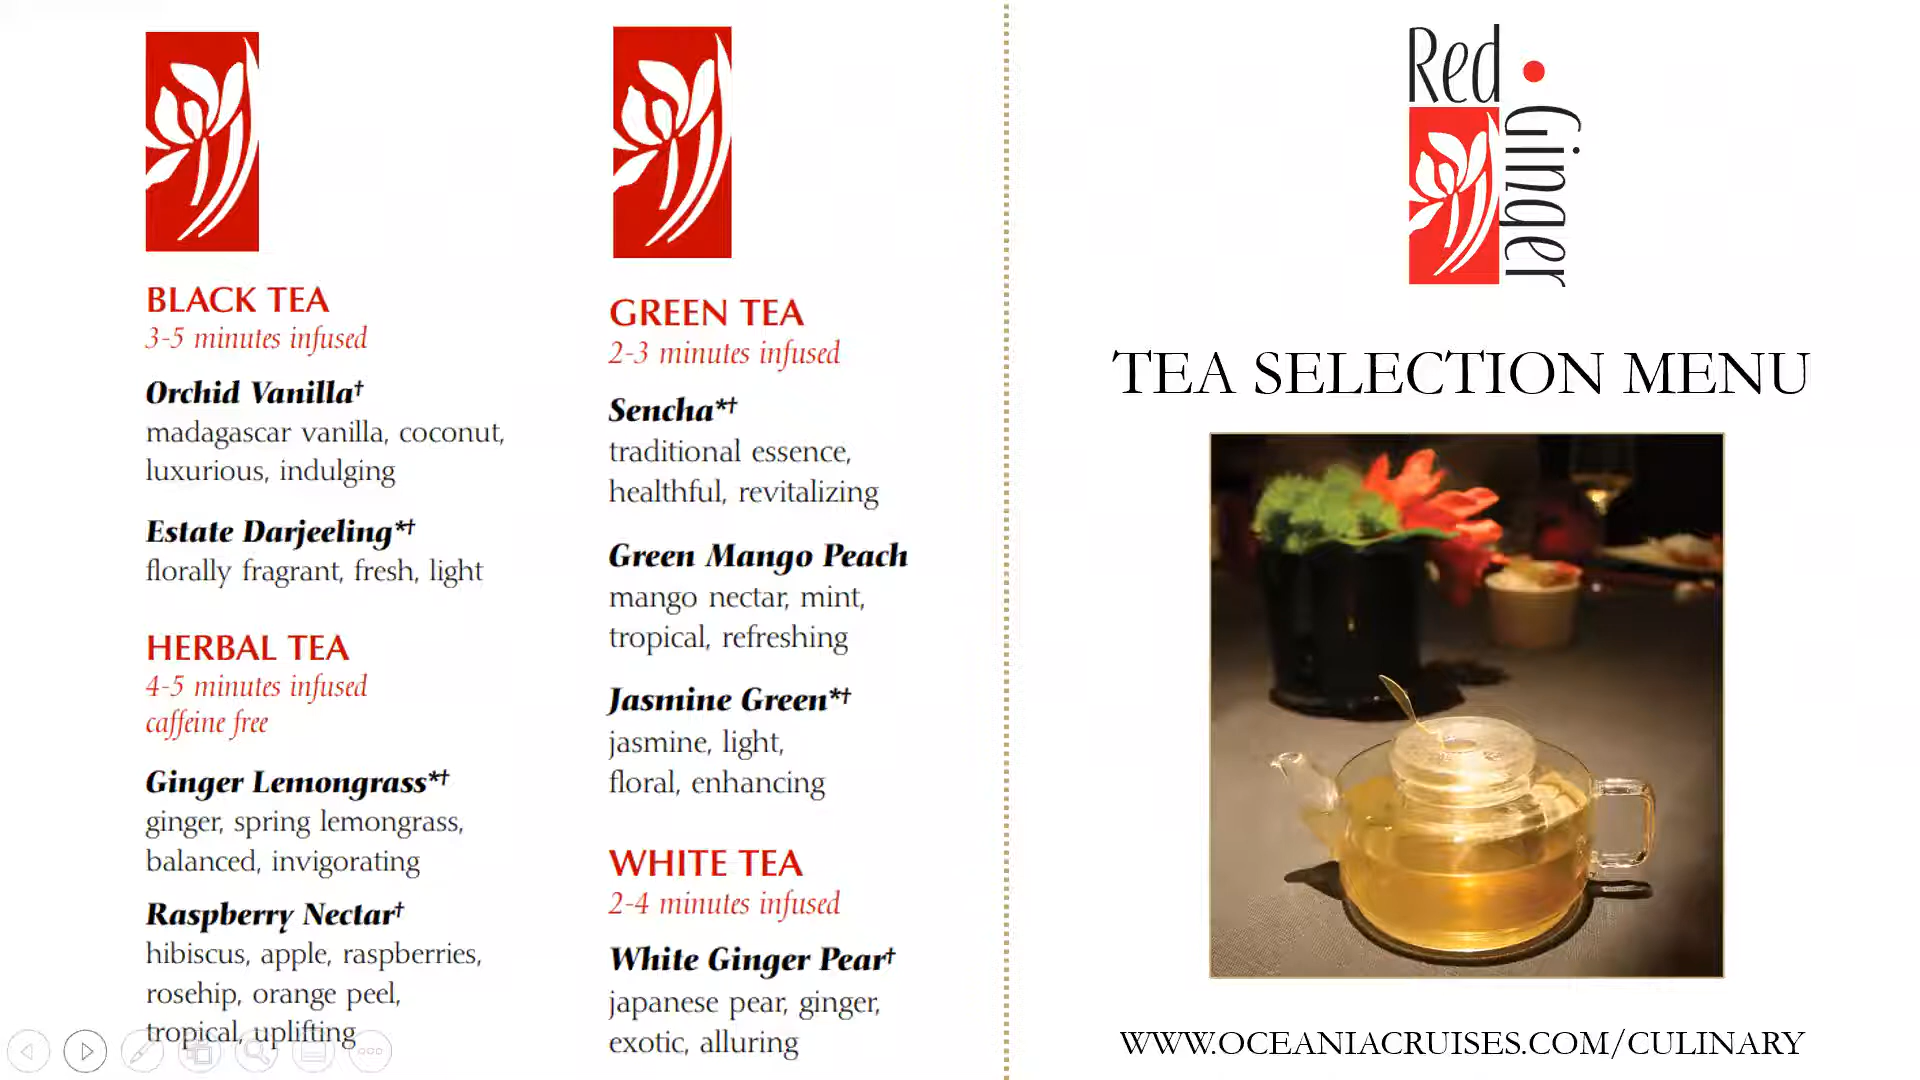 BLACK TEA
3-5 minutes infused
Orchid Vanilla†
madagascar vanilla, coconut,
luxurious, indulging
Estate Darjeeling*†
florally fragrant, fresh, light
HERBAL TEA
4-5 minutes infused
caffeine free
Ginger Lemongrass*†
ginger, spring lemongrass,
balanced, invigorating
Raspberry Nectar†
hibiscus, apple, raspberries,
rosehip, orange peel,
tropical, uplifting
GREEN TEA
2-3 minutes infused
Sencha*†
traditional essence,
healthful, revitalizing
Green Mango Peach
mango nectar, mint,
tropical, refreshing
Jasmine Green*†
jasmine, light,
floral, enhancing
WHITE TEA
2-4 minutes infused
White Ginger Pear†
japanese pear, ginger,
exotic, alluring
Red
Ginger
TEA SELECTION MENU
WWW.OCEANIACRUISES.COM/CULINARY